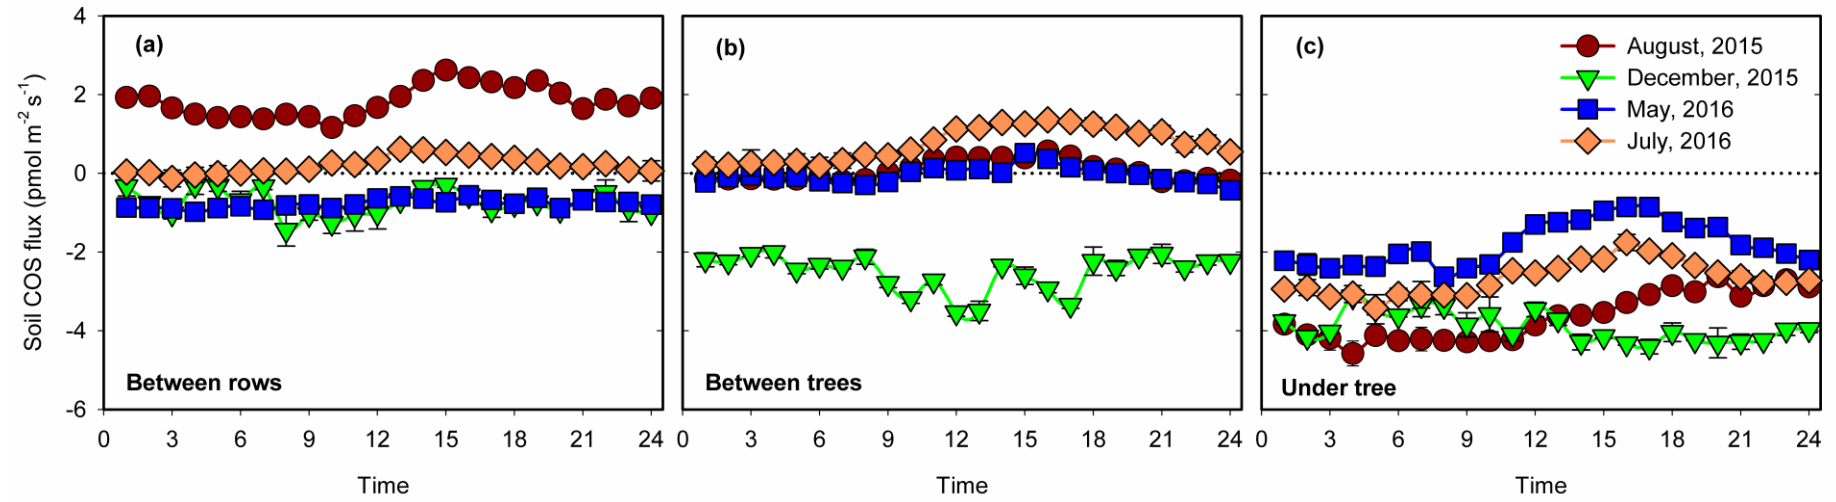 Soil COS flux (pmol m-2 s-1)
4
2
0
-2
-4
-6
(a)
Between rows
0 3 6 9 12 15 18 21 24
Time
(b)
Between trees
0 3 6 9 12 15 18 21 24
Time
(c)
August, 2015
December, 2015
May, 2016
July, 2016
Under tree
0 3 6 9 12 15 18 21 24
Time